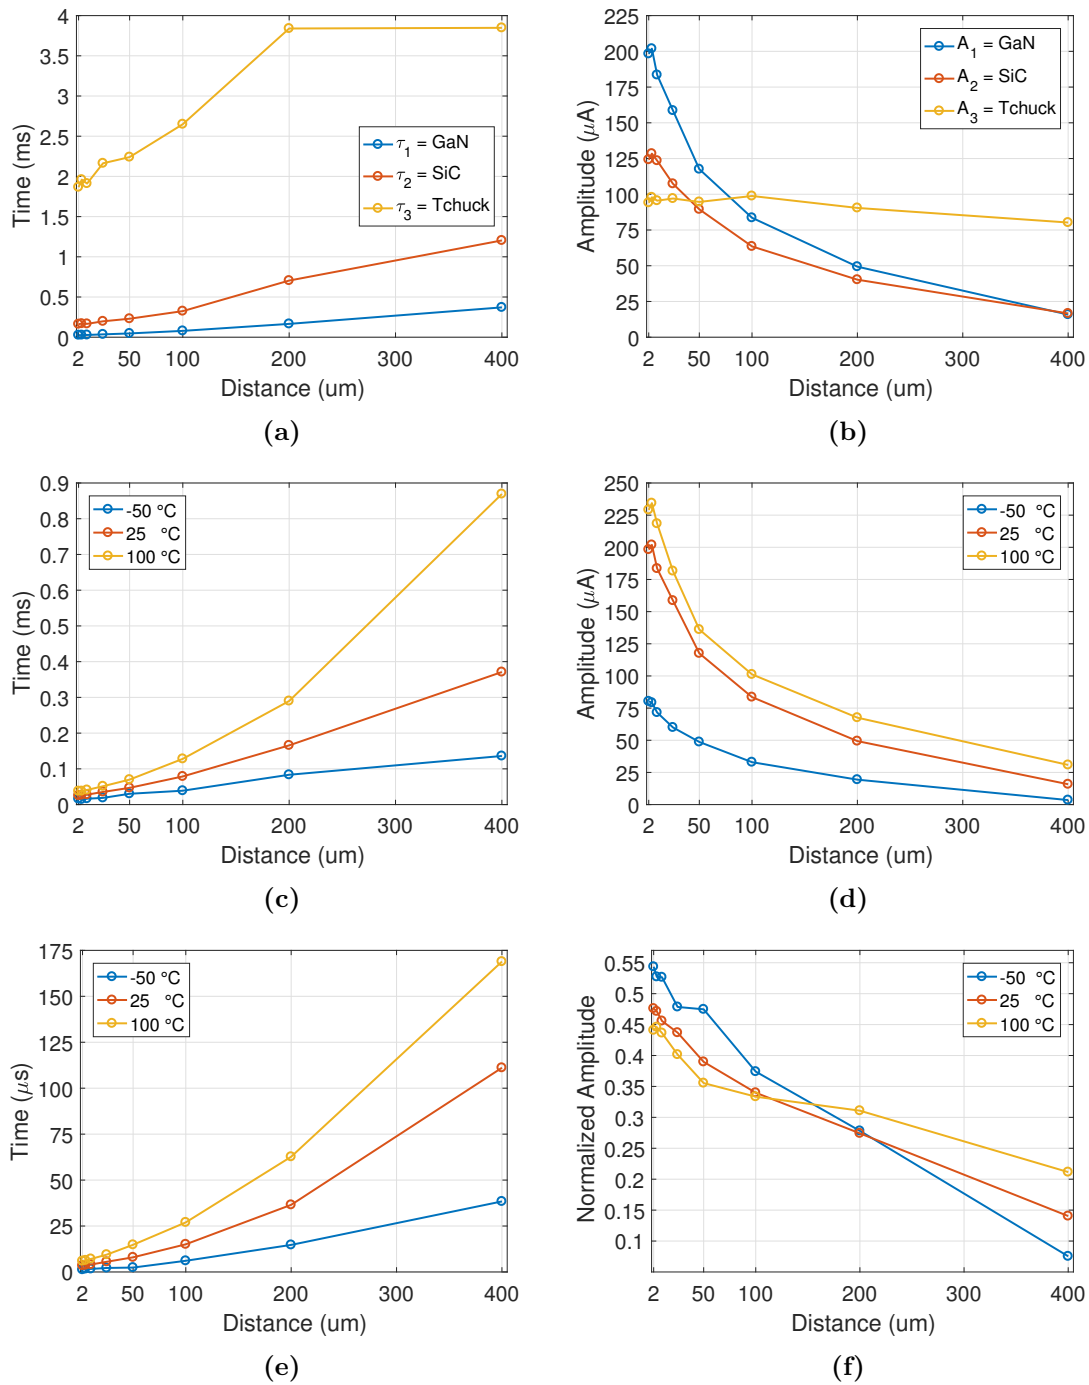 4
3.5
3
2.5
2
1.5
1
0.5
0
Time (ms)
τ1 = GaN
τ2 = SiC
τ3 = Tchuck
2 50 100 200 300 400
Distance (um)
(a)
225
200
175
150
125
100
75
50
25
0
Amplitude (μA)
A1 = GaN
A2 = SiC
A3 = Tchuck
2 50 100 200 300 400
Distance (um)
(b)
0.9
0.8
0.7
0.6
0.5
0.4
0.3
0.2
0.1
0
Time (ms)
-50 °C
25 °C
100 °C
2 50 100 200 300 400
Distance (um)
(c)
250
225
200
175
150
125
100
75
50
25
0
Amplitude (μA)
-50 °C
25 °C
100 °C
2 50 100 200 300 400
Distance (um)
(d)
175
150
125
100
75
50
25
0
Time (μs)
-50 °C
25 °C
100 °C
2 50 100 200 300 400
Distance (um)
(e)
0.55
0.5
0.45
0.4
0.35
0.3
0.25
0.2
0.15
0.1
Normalized Amplitude
-50 °C
25 °C
100 °C
2 50 100 200 300 400
Distance (um)
(f)